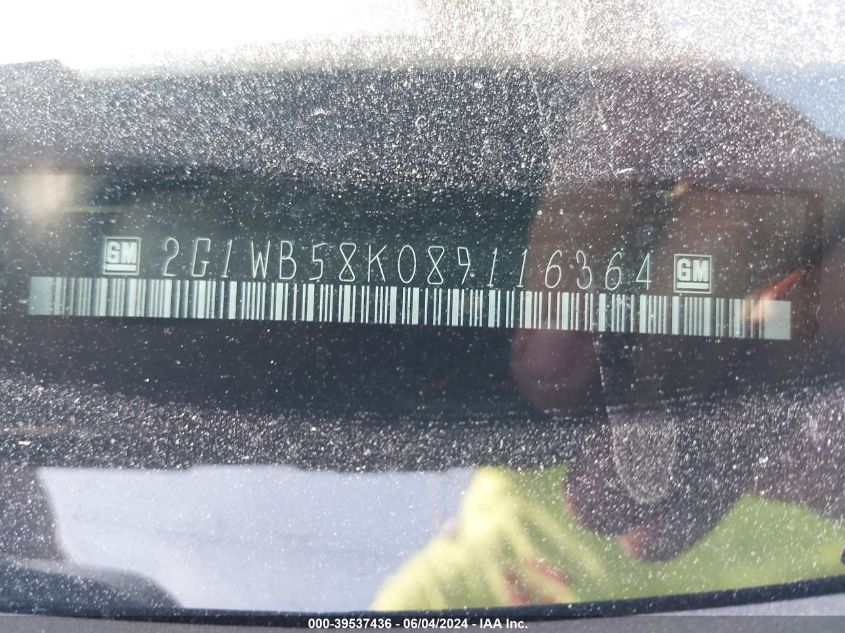 GM 2G1WB58K089116364 GM
000-39537436 - 06/04/2024 - IAA Inc.